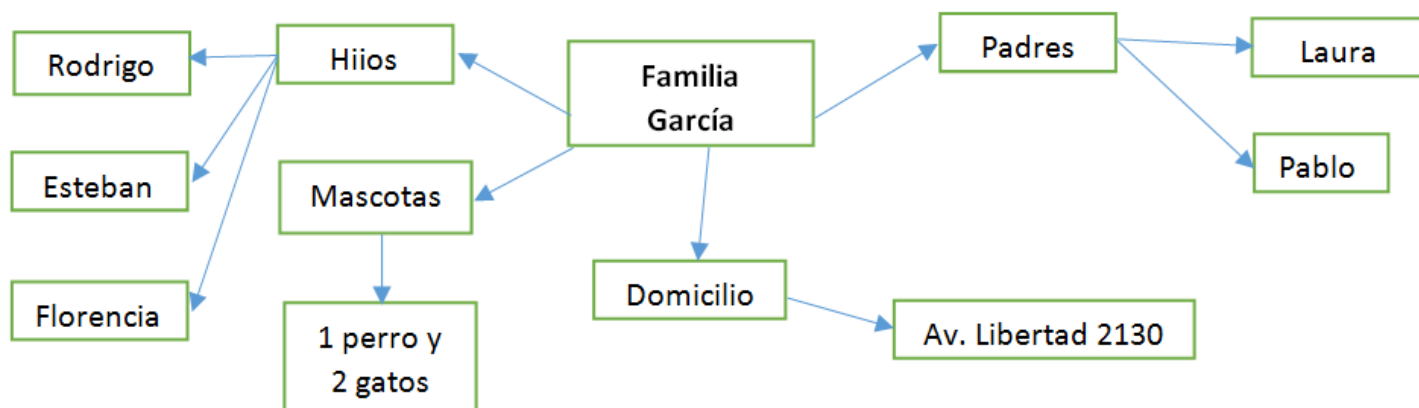 Rodrigo
Hiios
Familia
García
Padres
Laura
Esteban
Mascotas
Pablo
Florencia
1 perro y
2 gatos
Domicilio
Av. Libertad 2130